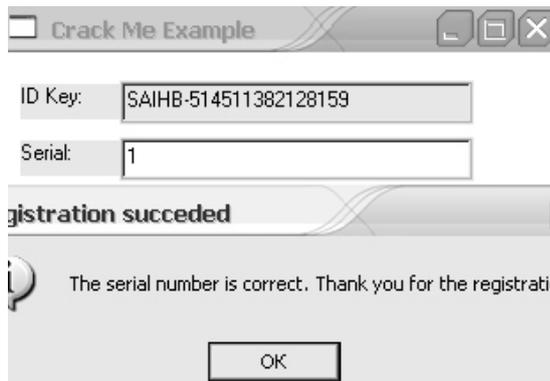 Crack Me Example
ID Key: SAIHB-514511382128159
Serial: 1
gistration succeded
The serial number is correct. Thank you for the registrati
OK